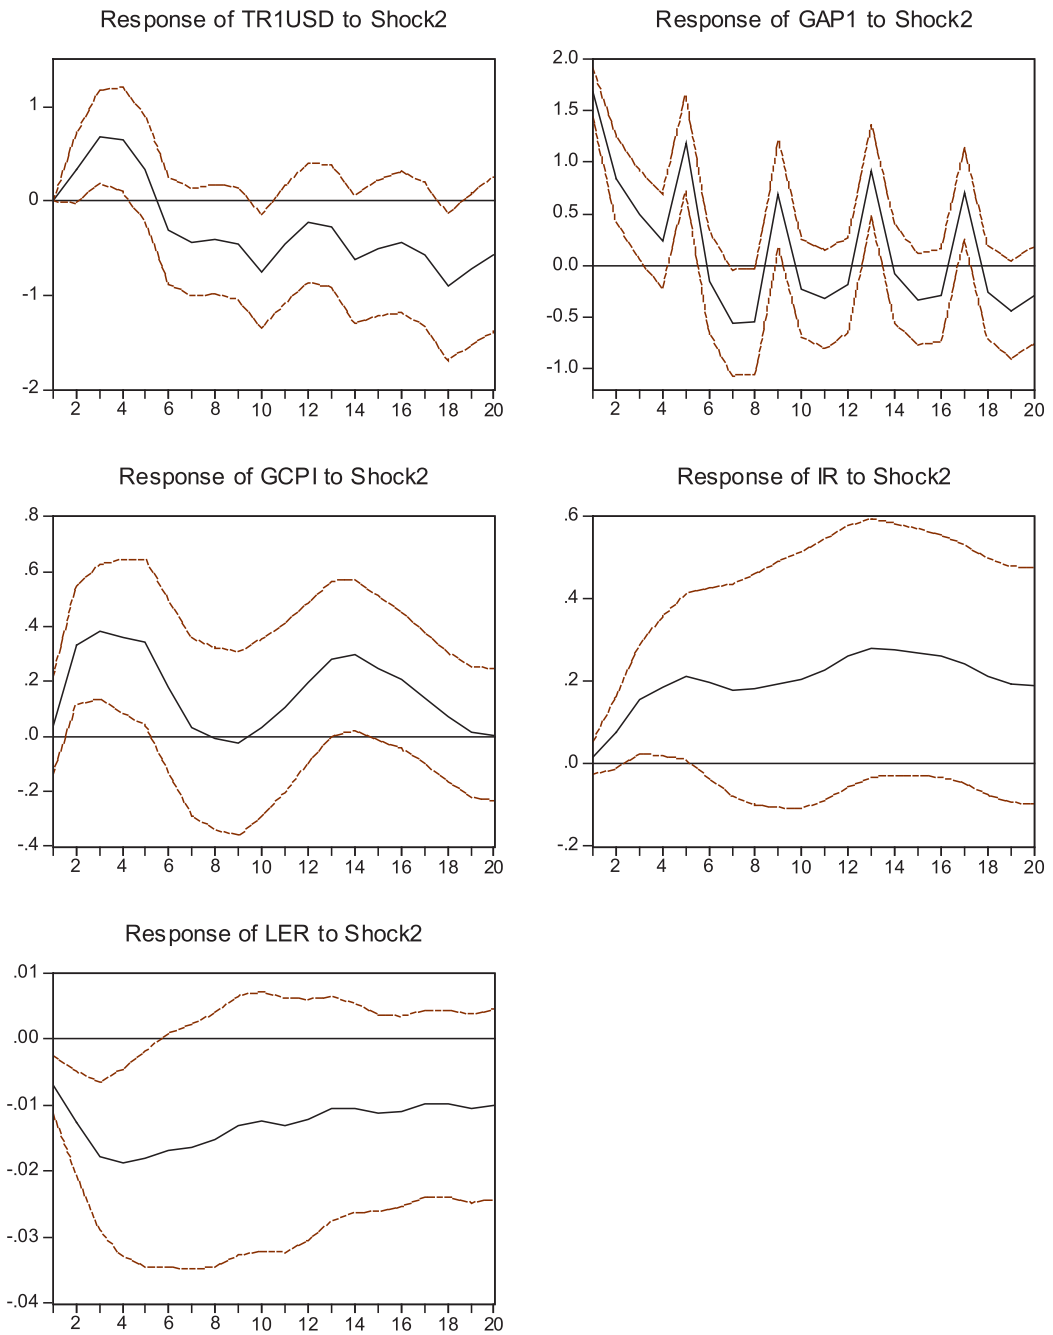 Response of TR1USD to Shock2
1
0
-1
-2
2 4 6 8 10 12 14 16 18 20
Response of GAP1 to Shock2
2.0
1.5
1.0
0.5
0.0
-0.5
-1.0
2 4 6 8 10 12 14 16 18 20
Response of GCPI to Shock2
.8
.6
.4
.2
.0
-.2
-.4
2 4 6 8 10 12 14 16 18 20
Response of IR to Shock2
.6
.4
.2
.0
-.2
2 4 6 8 10 12 14 16 18 20
Response of LER to Shock2
.01
.00
-.01
-.02
-.03
-.04
2 4 6 8 10 12 14 16 18 20